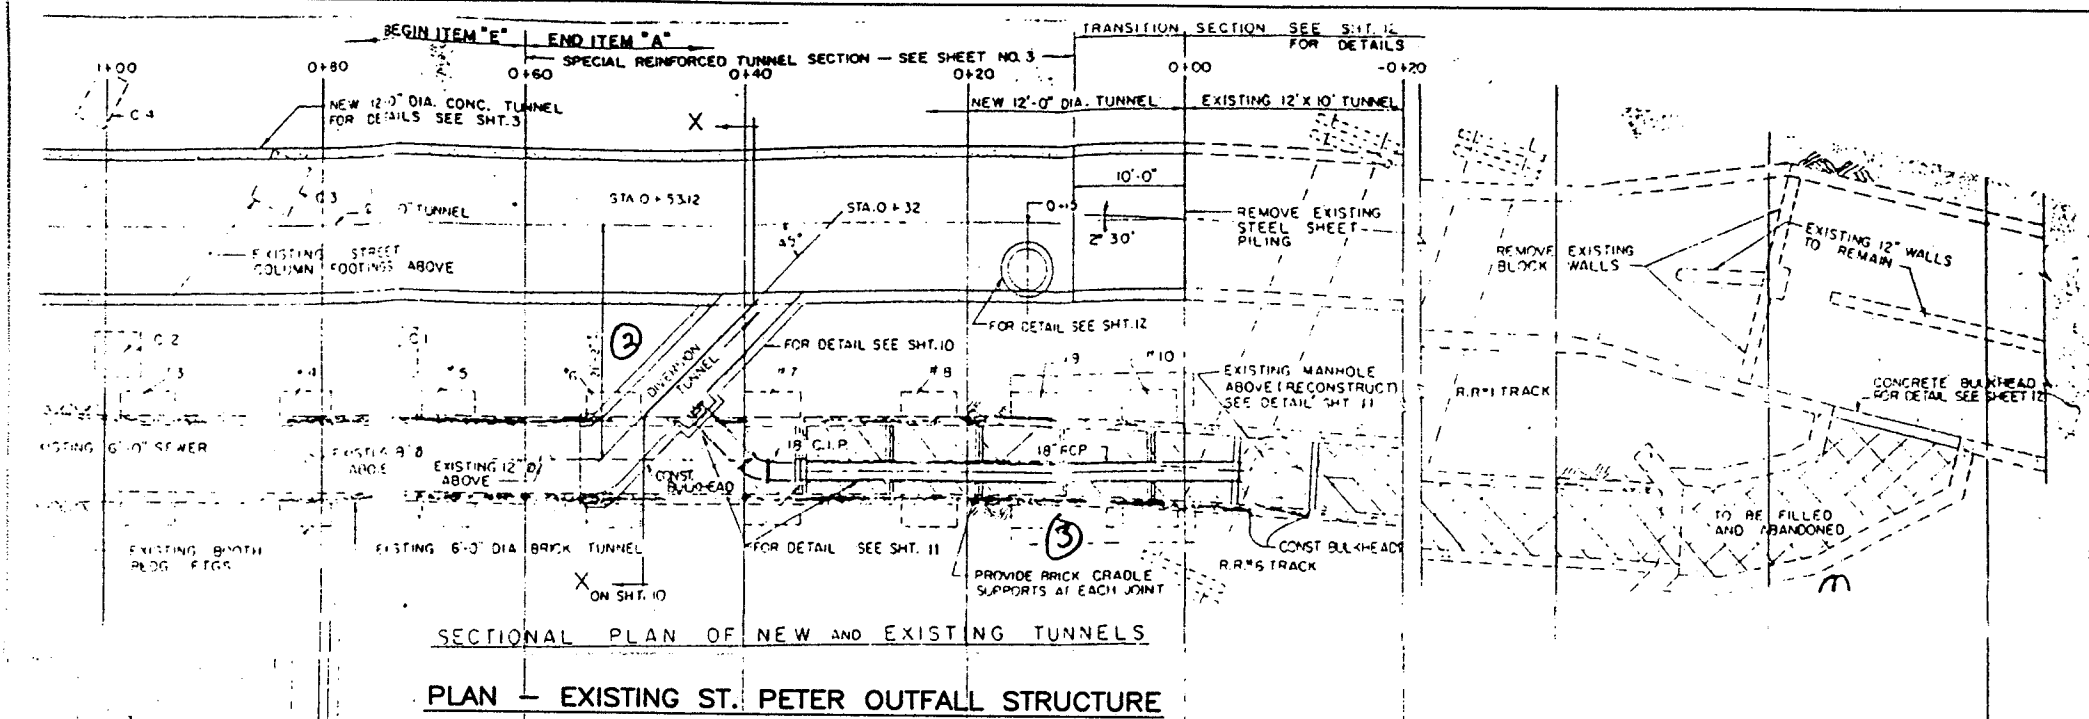 BEGIN ITEM "E"
END ITEM "A"
TRANSITION SECTION SEE SHT. 12
FOR DETAILS
SPECIAL REINFORCED TUNNEL SECTION — SEE SHEET NO. 3
1+00
0+80
0+60
0+40
0+20
0+00
-0+20
C 4
NEW 12'-0" DIA. CONC. TUNNEL
FOR DETAILS SEE SHT. 3
X
NEW 12'-0" DIA. TUNNEL
EXISTING 12' X 10' TUNNEL
10'-0"
C 3
TUNNEL
STA. 0 + 53.12
STA. 0 + 32
45°
0+15
2° 30'
REMOVE EXISTING
STEEL SHEET
PILING
EXISTING STREET
COLUMN FOOTINGS ABOVE
REMOVE EXISTING
BLOCK WALLS
EXISTING 12" WALLS
TO REMAIN
FOR DETAIL SEE SHT. 12
C 2
C 1
2
DIVERSION
TUNNEL
FOR DETAIL SEE SHT. 10
#4
#5
#6
#7
#8
#10
EXISTING MANHOLE
ABOVE (RECONSTRUCT)
SEE DETAIL SHT. 11
R.R.#1 TRACK
CONCRETE BULKHEAD
FOR DETAIL SEE SHEET 12
6'-0" SEWER
ABOVE
EXISTING 12" Ø
ABOVE
CONST.
BULKHEAD
18" C.I.P.
18" RCP
TO BE FILLED
AND ABANDONED
EXISTING BOOTH
BLDG FTGS
EXISTING 6'-0" DIA BRICK TUNNEL
FOR DETAIL SEE SHT. 11
3
CONST BULKHEADS
R.R.#6 TRACK
PROVIDE BRICK CRADLE
SUPPORTS AT EACH JOINT
X
ON SHT. 10
SECTIONAL PLAN OF NEW AND EXISTING TUNNELS
PLAN — EXISTING ST. PETER OUTFALL STRUCTURE